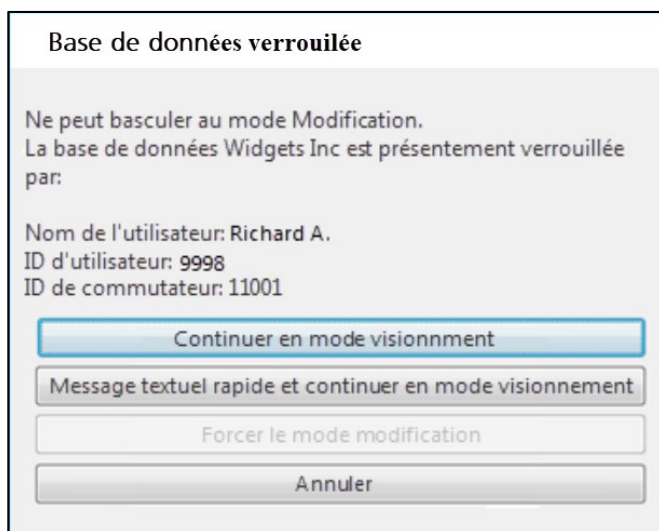 Base de données verrouilée
Ne peut basculer au mode Modification.
La base de données Widgets Inc est présentement verrouillée
par:
Nom de l'utilisateur: Richard A.
ID d'utilisateur: 9998
ID de commutateur: 11001
Continuer en mode visionnment
Message textuel rapide et continuer en mode visionnement
Forcer le mode modification
Annuler